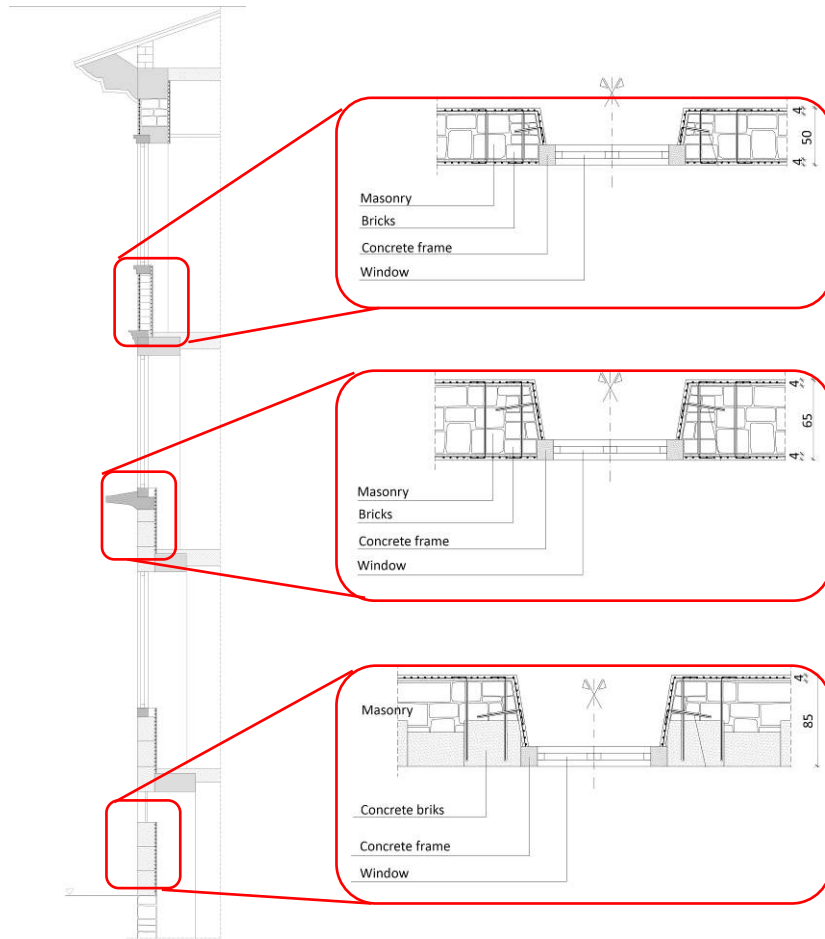 4
50
4
Masonry
Bricks
Concrete frame
Window
4
65
4
Masonry
Bricks
Concrete frame
Window
4
85
Masonry
Concrete briks
Concrete frame
Window